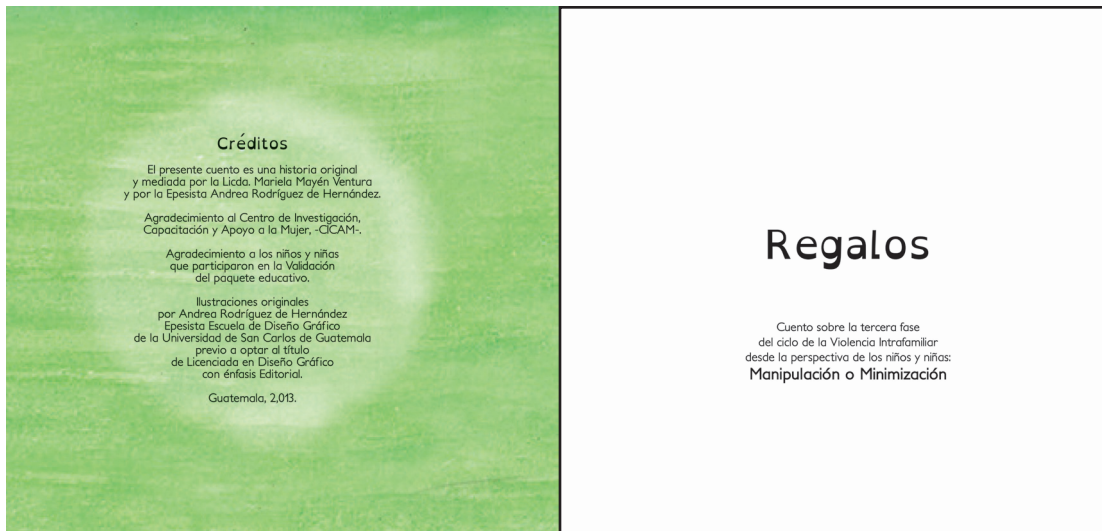 Créditos
El presente cuento es una historia original
y mediada por la Licda. Mariela Mayén Ventura
y por la Epesista Andrea Rodríguez de Hernández.
Agradecimiento al Centro de Investigación,
Capacitación y Apoyo a la Mujer, -CICAM-.
Agradecimiento a los niños y niñas
que participaron en la Validación
del paquete educativo.
Ilustraciones originales
por Andrea Rodríguez de Hernández
Epesista Escuela de Diseño Gráfico
de la Universidad de San Carlos de Guatemala
previo a optar al título
de Licenciada en Diseño Gráfico
con énfasis Editorial.
Guatemala, 2,013.
Regalos
Cuento sobre la tercera fase
del ciclo de la Violencia Intrafamiliar
desde la perspectiva de los niños y niñas:
Manipulación o Minimización